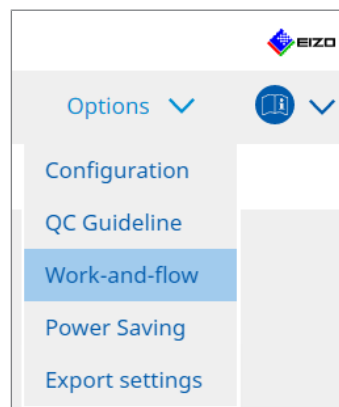 EIZO
Options
Configuration
QC Guideline
Work-and-flow
Power Saving
Export settings